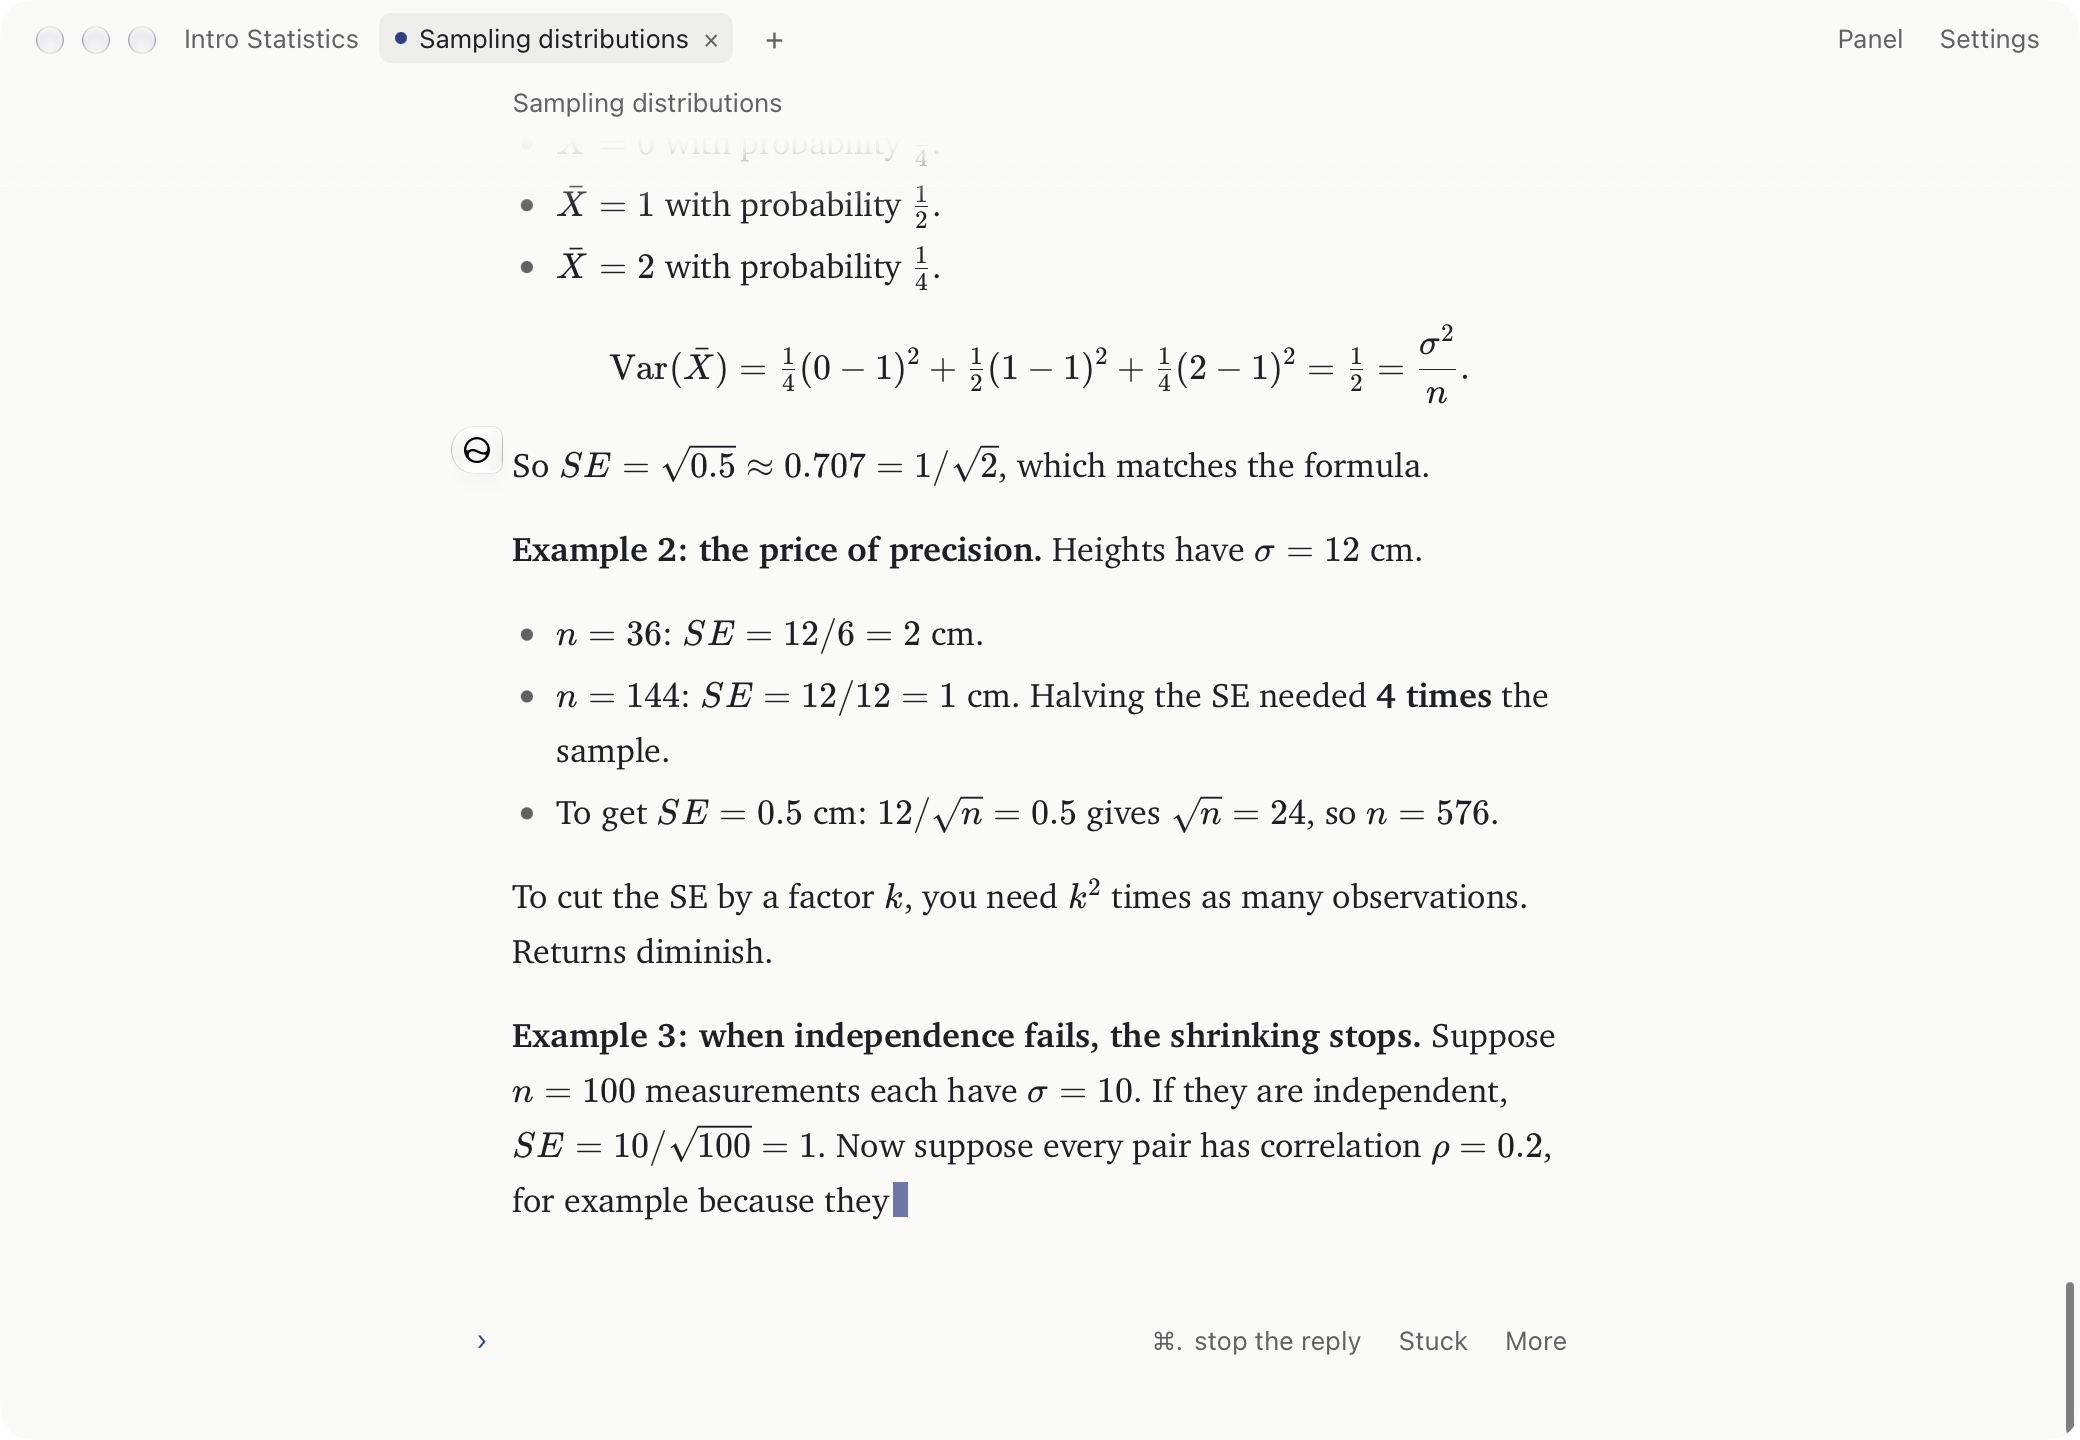 Intro Statistics
Sampling distributions ×
+
Panel
Settings
Sampling distributions
X̄ = 0 with probability 1/4.
• X̄ = 1 with probability 1/2.
• X̄ = 2 with probability 1/4.
Var(X̄) = 1/4(0 − 1)² + 1/2(1 − 1)² + 1/4(2 − 1)² = 1/2 = σ²/n.
So SE = √0.5 ≈ 0.707 = 1/√2, which matches the formula.
Example 2: the price of precision. Heights have σ = 12 cm.
• n = 36: SE = 12/6 = 2 cm.
• n = 144: SE = 12/12 = 1 cm. Halving the SE needed 4 times the
sample.
• To get SE = 0.5 cm: 12/√n = 0.5 gives √n = 24, so n = 576.
To cut the SE by a factor k, you need k² times as many observations.
Returns diminish.
Example 3: when independence fails, the shrinking stops. Suppose
n = 100 measurements each have σ = 10. If they are independent,
SE = 10/√100 = 1. Now suppose every pair has correlation ρ = 0.2,
for example because they
›
⌘. stop the reply
Stuck
More